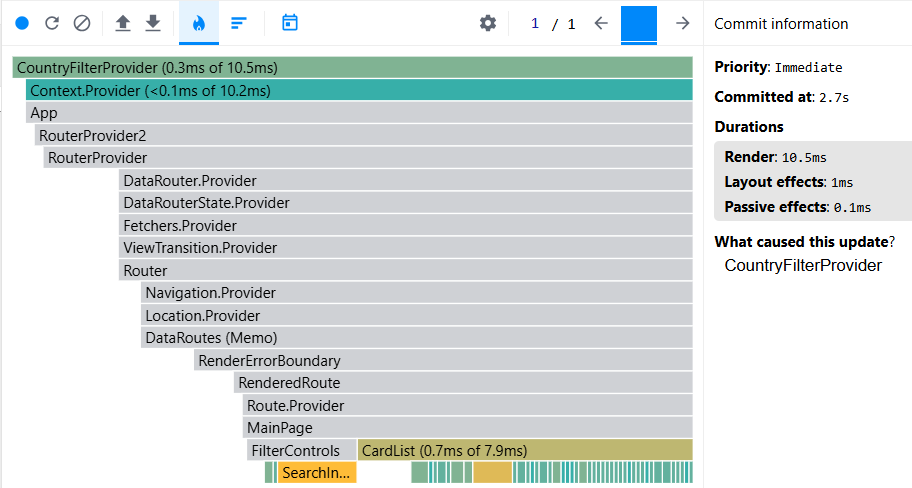 1 / 1
Commit information
CountryFilterProvider (0.3ms of 10.5ms)
Context.Provider (<0.1ms of 10.2ms)
App
RouterProvider2
RouterProvider
DataRouter.Provider
DataRouterState.Provider
Fetchers.Provider
ViewTransition.Provider
Router
Navigation.Provider
Location.Provider
DataRoutes (Memo)
RenderErrorBoundary
RenderedRoute
Route.Provider
MainPage
FilterControls
CardList (0.7ms of 7.9ms)
SearchIn...
Priority: Immediate
Committed at: 2.7s
Durations
Render: 10.5ms
Layout effects: 1ms
Passive effects: 0.1ms
What caused this update?
CountryFilterProvider